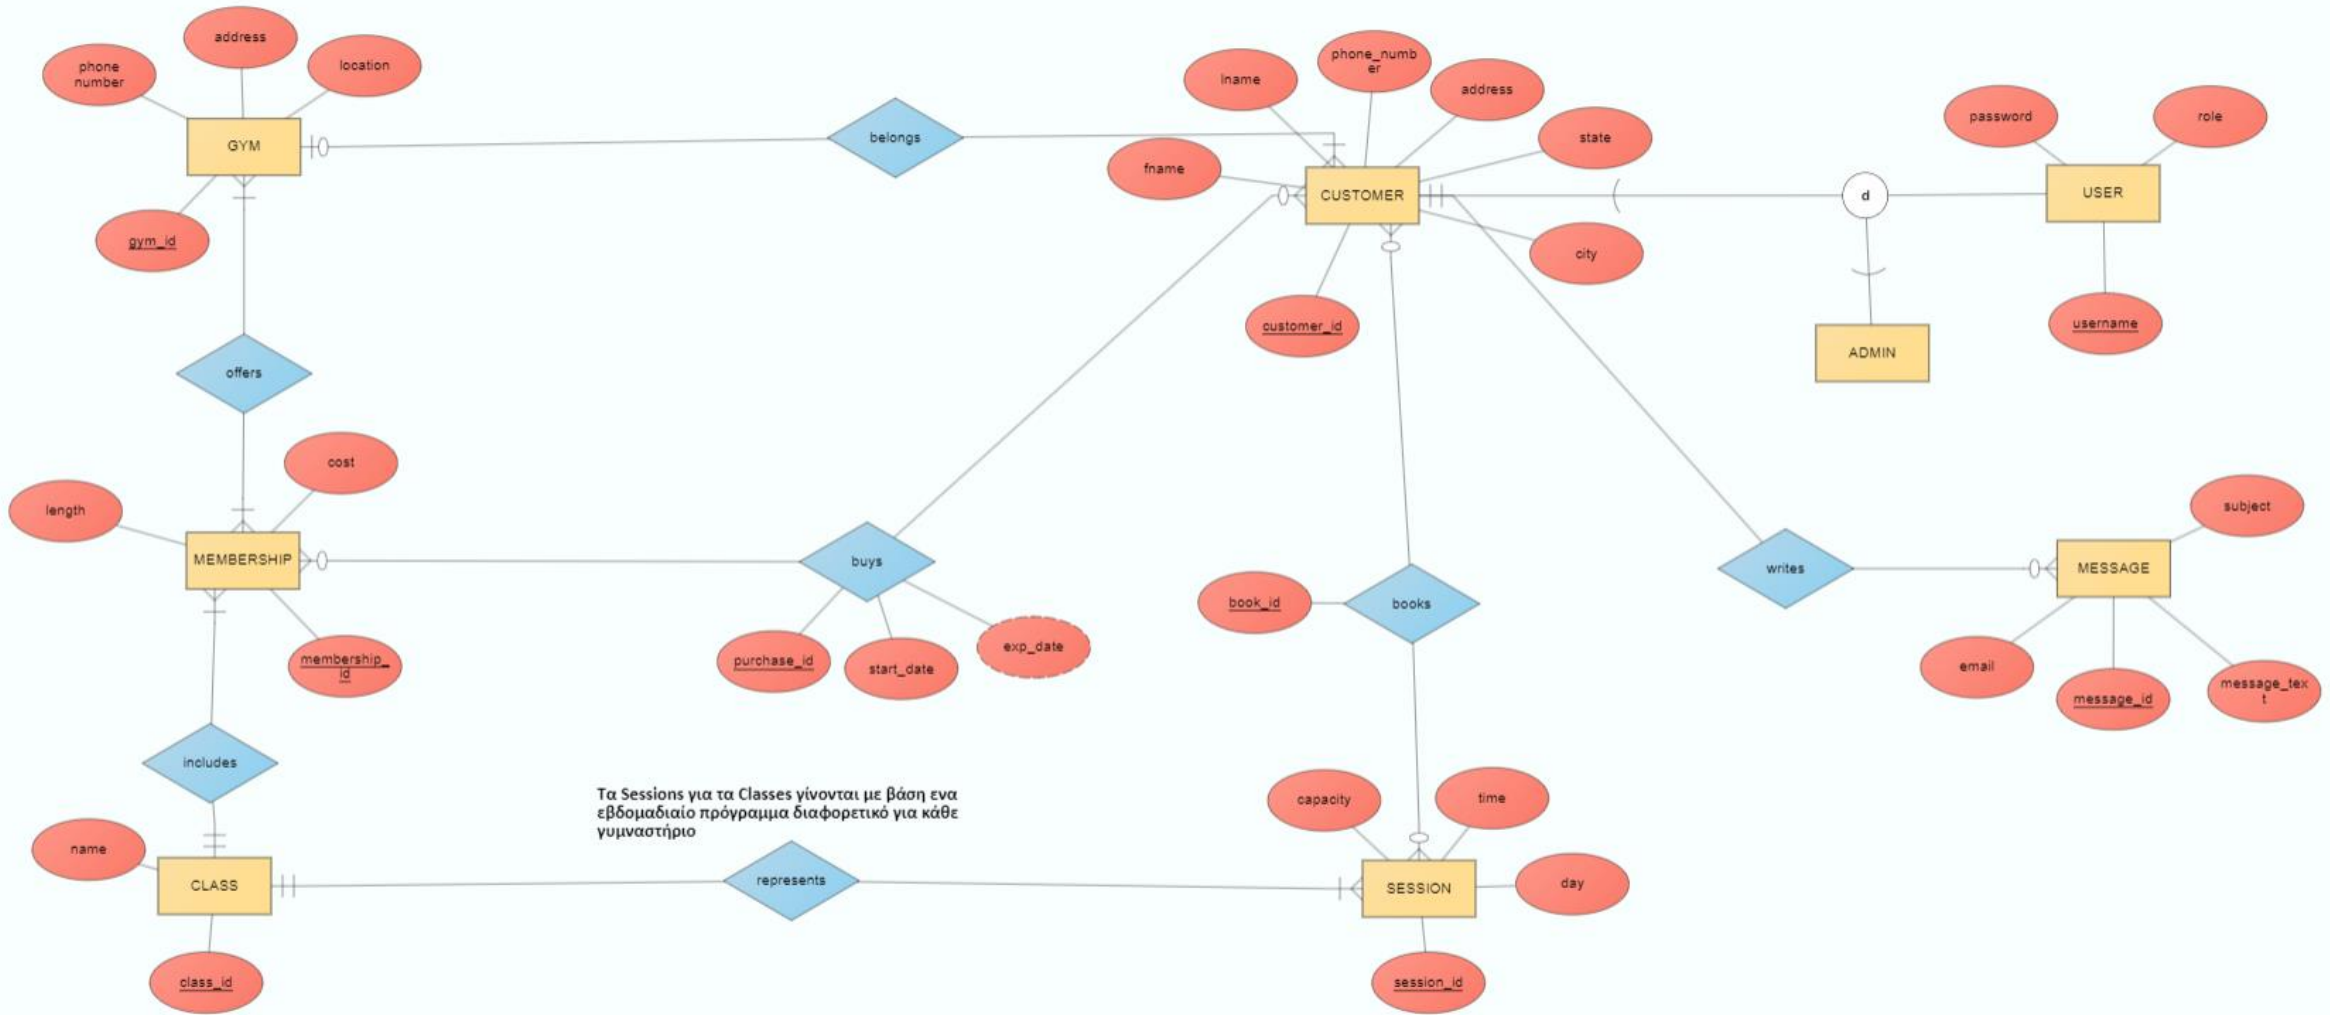 address
phone
number
location
GYM
gym_id
belongs
lname
phone_numb
er
address
state
fname
CUSTOMER
city
customer_id
d
password
role
USER
username
ADMIN
offers
cost
length
MEMBERSHIP
membership_
id
buys
purchase_id
start_date
exp_date
book_id
books
writes
subject
MESSAGE
email
message_id
message_tex
t
includes
Τα Sessions για τα Classes γίνονται με βάση ενα
εβδομαδιαίο πρόγραμμα διαφορετικό για κάθε
γυμναστήριο
name
CLASS
class_id
represents
capacity
time
SESSION
day
session_id